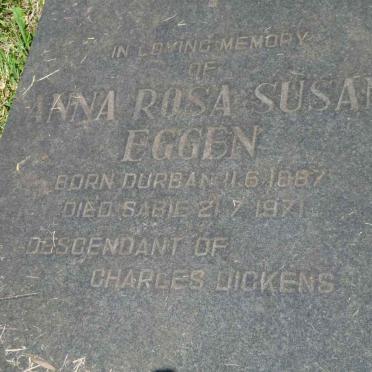 IN LOVING MEMORY
OF
ANNA ROSA SUSAN
EGGEN
BORN DURBAN 11.6.1887
DIED SABIE 21.7.1971
DESCENDANT OF
CHARLES DICKENS